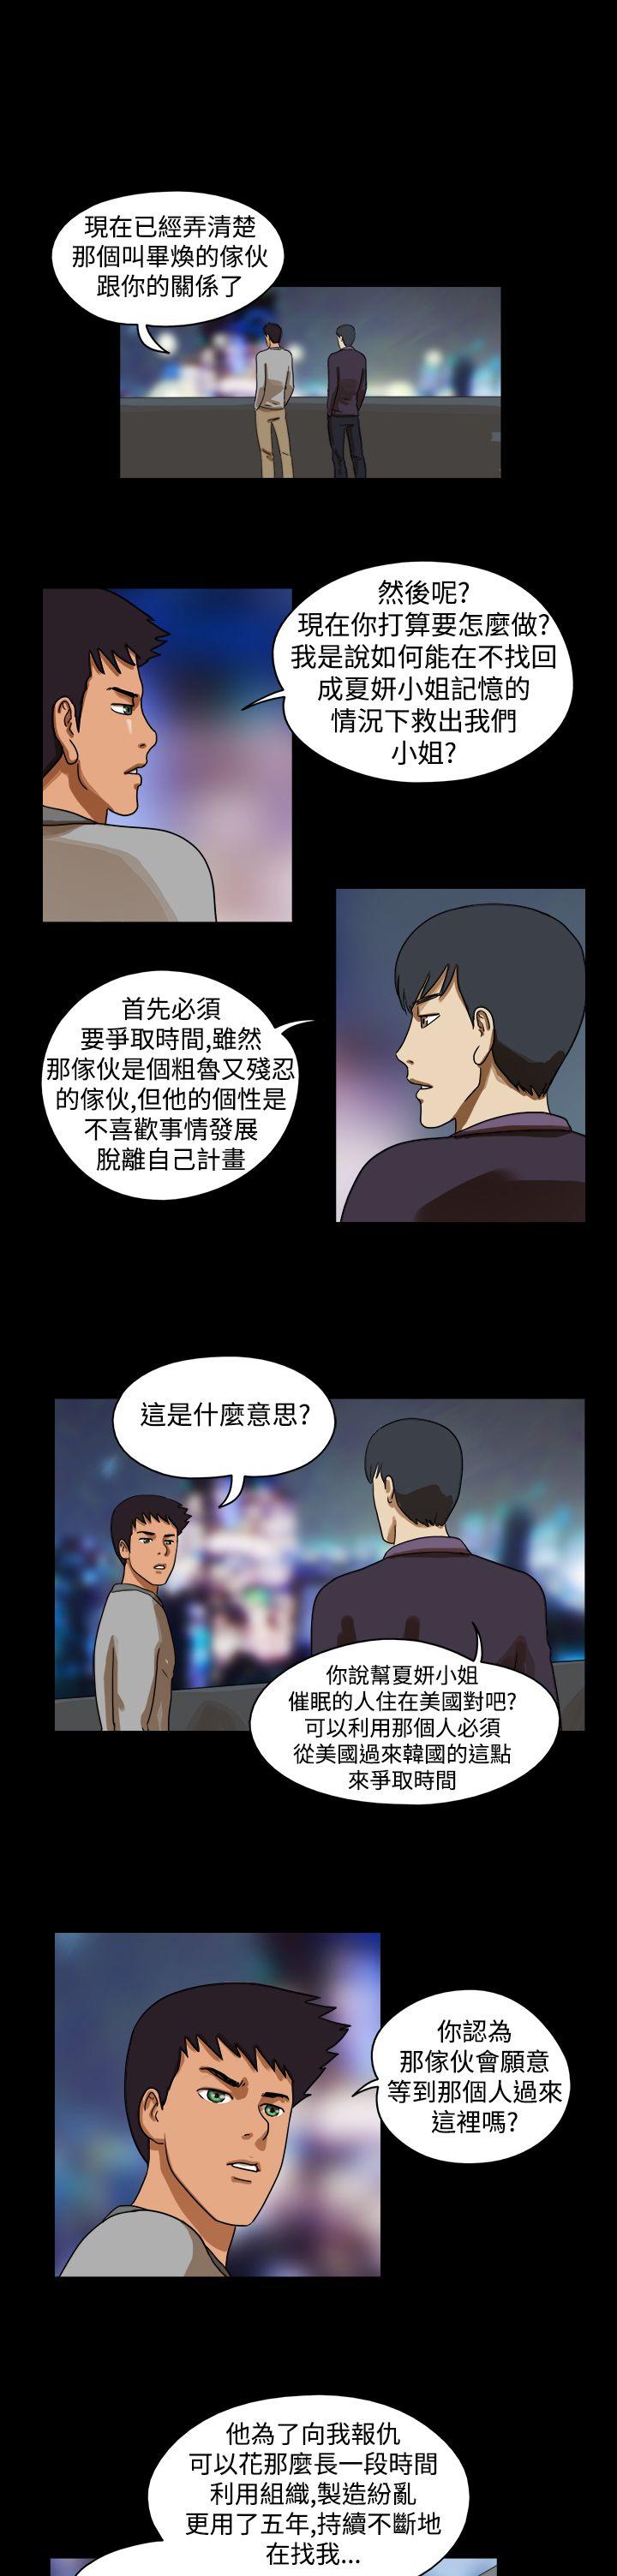 現在已經弄清楚
那個叫畢煥的傢伙
跟你的關係了
然後呢?
現在你打算要怎麼做?
我是說如何能在不找回
成夏妍小姐記憶的
情況下救出我們
小姐?
首先必須
要爭取時間,雖然
那傢伙是個粗魯又殘忍
的傢伙,但他的個性是
不喜歡事情發展
脫離自己計畫
這是什麼意思?
你說幫夏妍小姐
催眠的人住在美國對吧?
可以利用那個人必須
從美國過來韓國的這點
來爭取時間
你認為
那傢伙會願意
等到那個人過來
這裡嗎?
他為了向我報仇
可以花那麼長一段時間
利用組織,製造紛亂
更用了五年,持續不斷地
在找我...